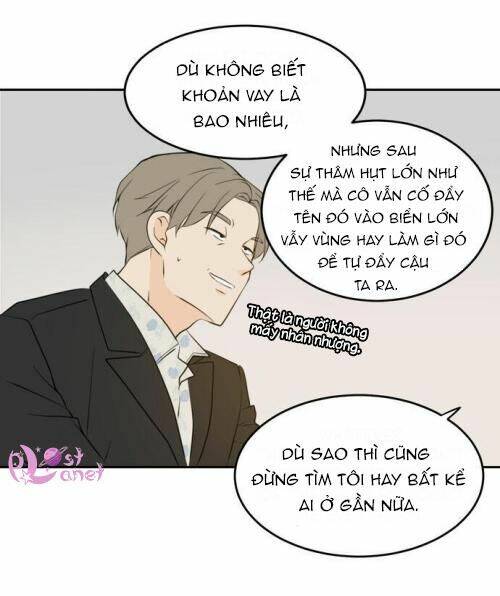 DÙ KHÔNG BIẾT
KHOẢN VAY LÀ
BAO NHIÊU,
NHƯNG SAU
SỰ THÂM HỤT LỚN NHƯ
THẾ MÀ CÔ VẪN CỐ ĐẨY
TÊN ĐÓ VÀO BIỂN LỚN
VẪY VÙNG HAY LÀM GÌ ĐÓ
ĐỂ TỰ ĐẨY CẬU
TA RA.
Thật là người không
mấy nhân nhượng.
Lost
Planet
DÙ SAO THÌ CŨNG
ĐỪNG TÌM TÔI HAY BẤT KỂ
AI Ở GẦN NỮA.